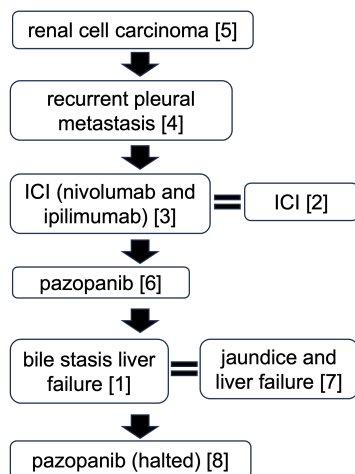 renal cell carcinoma [5]
recurrent pleural
metastasis [4]
ICI (nivolumab and
ipilimumab) [3]
ICI [2]
pazopanib [6]
bile stasis liver
failure [1]
jaundice and
liver failure [7]
pazopanib (halted) [8]